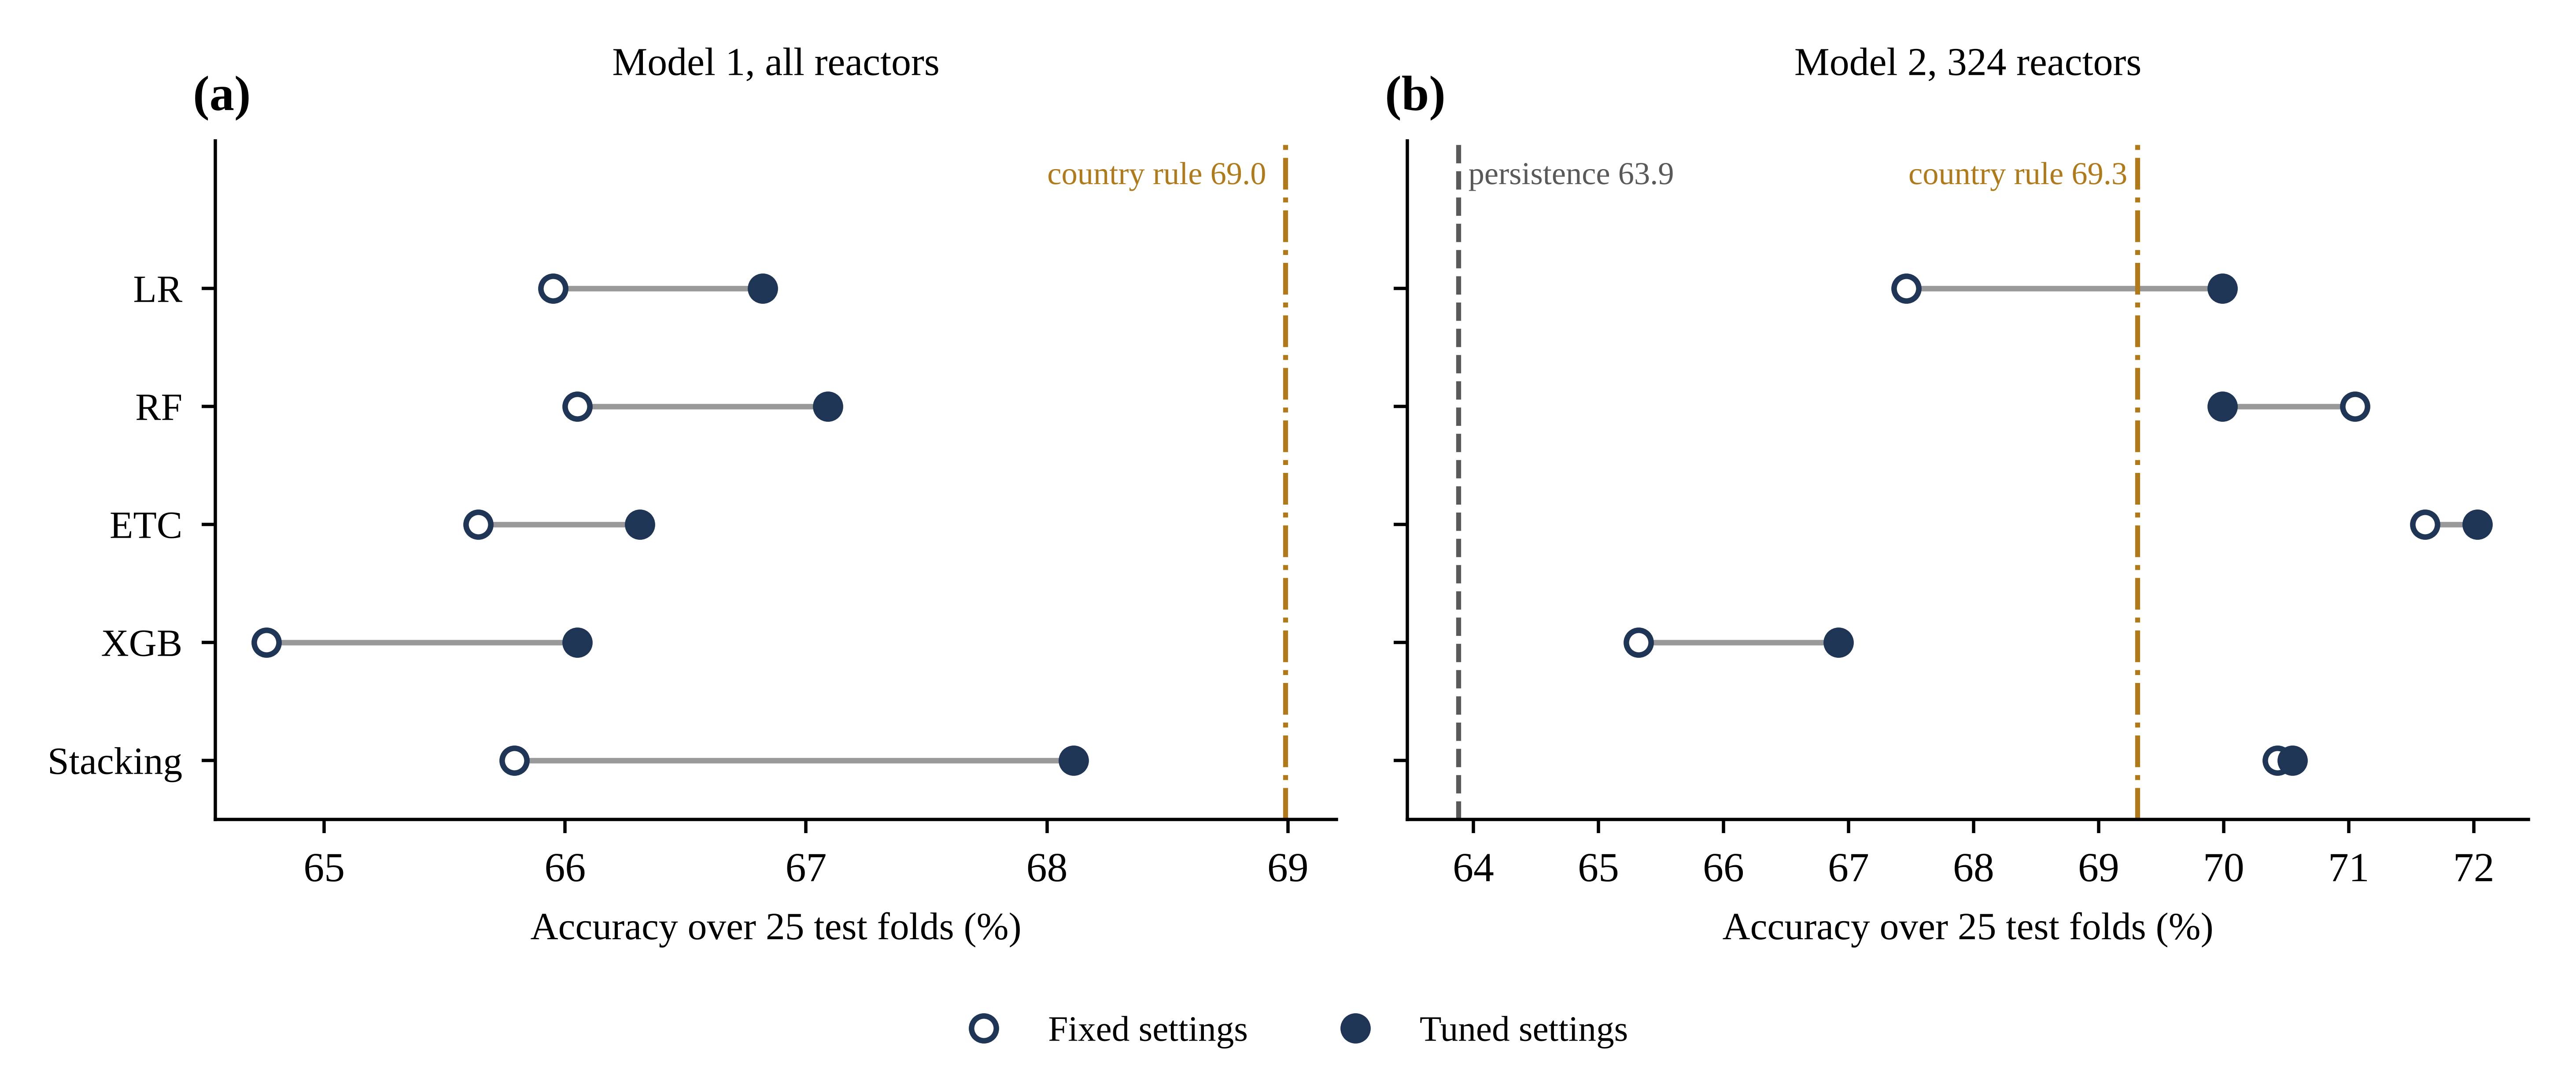 Model 1, all reactors
(a)
country rule 69.0
LR
RF
ETC
XGB
Stacking
65 66 67 68 69
Accuracy over 25 test folds (%)
Model 2, 324 reactors
(b)
persistence 63.9
country rule 69.3
64 65 66 67 68 69 70 71 72
Accuracy over 25 test folds (%)
Fixed settings
Tuned settings